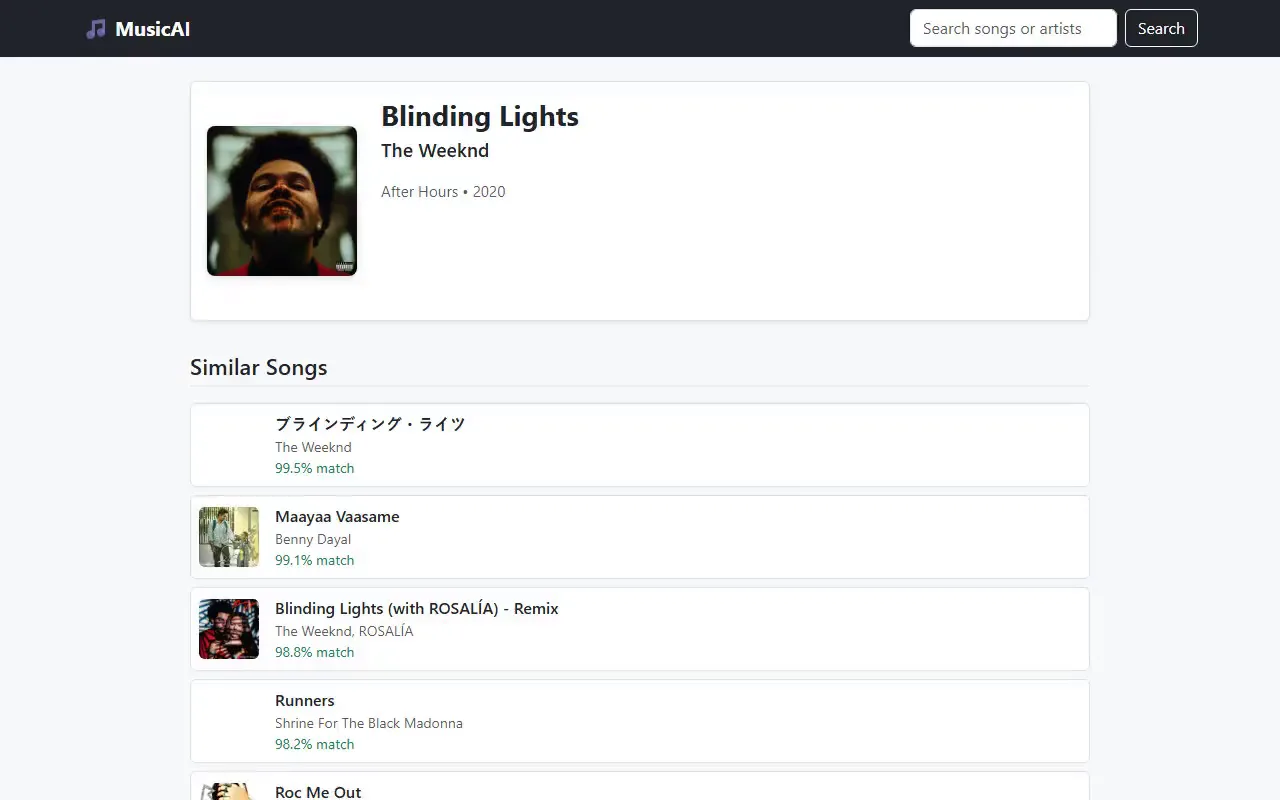 MusicAI
Search songs or artists
Search
Blinding Lights
The Weeknd
After Hours • 2020
Similar Songs
ブラインディング・ライツ
The Weeknd
99.5% match
Maayaa Vaasame
Benny Dayal
99.1% match
Blinding Lights (with ROSALÍA) - Remix
The Weeknd, ROSALÍA
98.8% match
Runners
Shrine For The Black Madonna
98.2% match
Roc Me Out